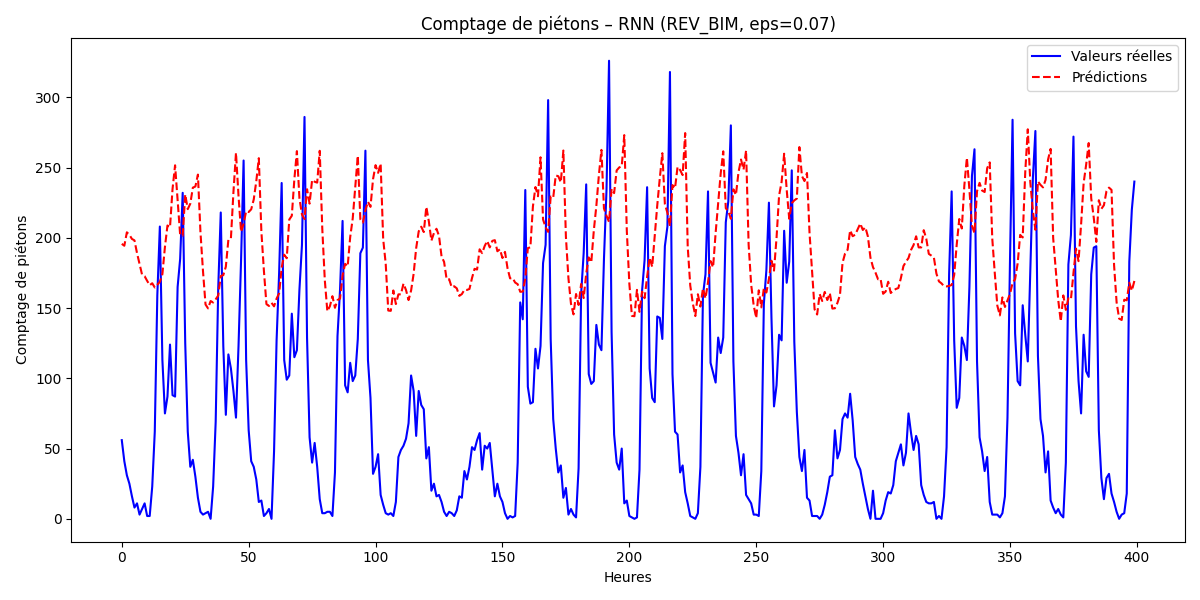 Comptage de piétons – RNN (REV_BIM, eps=0.07)
Valeurs réelles
Prédictions
Comptage de piétons
300
250
200
150
100
50
0
0 50 100 150 200 250 300 350 400
Heures